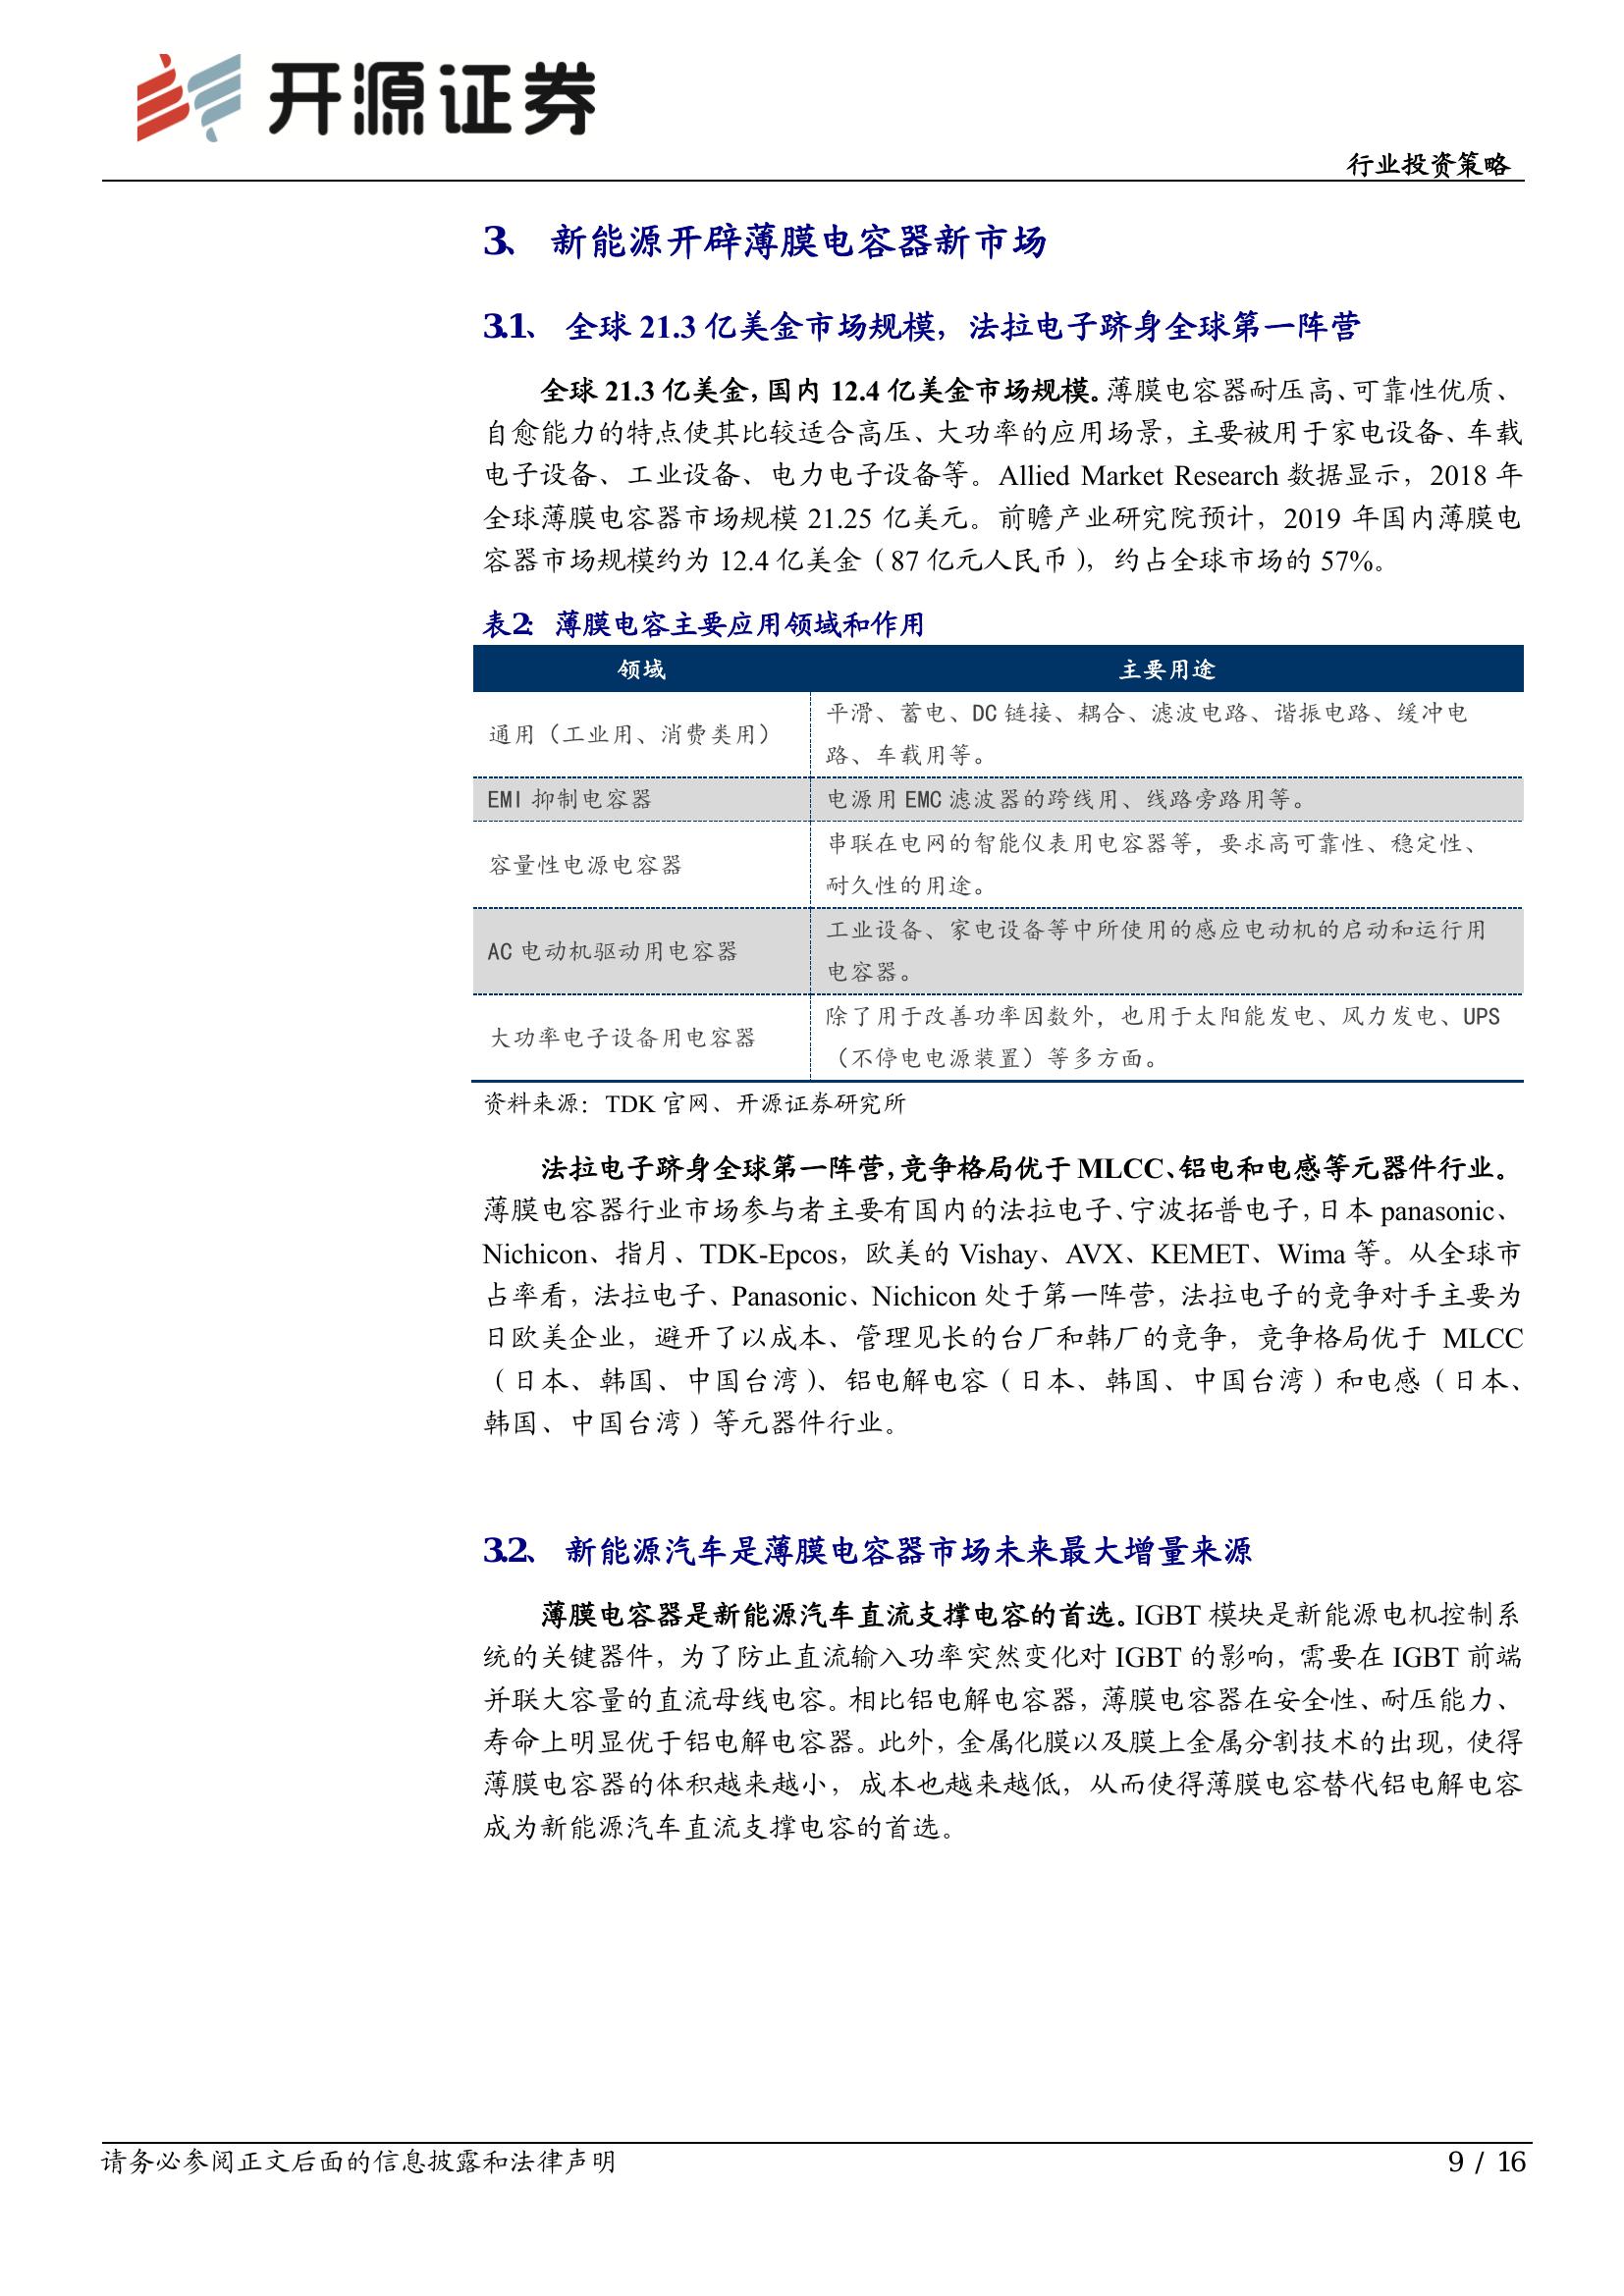 开源证券
行业投资策略
3、 新能源开辟薄膜电容器新市场
3.1、 全球 21.3 亿美金市场规模，法拉电子跻身全球第一阵营
全球 21.3 亿美金，国内 12.4 亿美金市场规模。薄膜电容器耐压高、可靠性优质、
自愈能力的特点使其比较适合高压、大功率的应用场景，主要被用于家电设备、车载
电子设备、工业设备、电力电子设备等。Allied Market Research 数据显示，2018 年
全球薄膜电容器市场规模 21.25 亿美元。前瞻产业研究院预计，2019 年国内薄膜电
容器市场规模约为 12.4 亿美金（87 亿元人民币），约占全球市场的 57%。
表2： 薄膜电容主要应用领域和作用
领域 主要用途
通用（工业用、消费类用） 平滑、蓄电、DC 链接、耦合、滤波电路、谐振电路、缓冲电
路、车载用等。
EMI 抑制电容器 电源用 EMC 滤波器的跨线用、线路旁路用等。
容量性电源电容器 串联在电网的智能仪表用电容器等，要求高可靠性、稳定性、
耐久性的用途。
AC 电动机驱动用电容器 工业设备、家电设备等中所使用的感应电动机的启动和运行用
电容器。
大功率电子设备用电容器 除了用于改善功率因数外，也用于太阳能发电、风力发电、UPS
（不停电电源装置）等多方面。
资料来源：TDK 官网、开源证券研究所
法拉电子跻身全球第一阵营，竞争格局优于 MLCC、铝电和电感等元器件行业。
薄膜电容器行业市场参与者主要有国内的法拉电子、宁波拓普电子，日本 panasonic、
Nichicon、指月、TDK-Epcos，欧美的 Vishay、AVX、KEMET、Wima 等。从全球市
占率看，法拉电子、Panasonic、Nichicon 处于第一阵营，法拉电子的竞争对手主要为
日欧美企业，避开了以成本、管理见长的台厂和韩厂的竞争，竞争格局优于 MLCC
（日本、韩国、中国台湾）、铝电解电容（日本、韩国、中国台湾）和电感（日本、
韩国、中国台湾）等元器件行业。
3.2、 新能源汽车是薄膜电容器市场未来最大增量来源
薄膜电容器是新能源汽车直流支撑电容的首选。IGBT 模块是新能源电机控制系
统的关键器件，为了防止直流输入功率突然变化对 IGBT 的影响，需要在 IGBT 前端
并联大容量的直流母线电容。相比铝电解电容器，薄膜电容器在安全性、耐压能力、
寿命上明显优于铝电解电容器。此外，金属化膜以及膜上金属分割技术的出现，使得
薄膜电容器的体积越来越小，成本也越来越低，从而使得薄膜电容替代铝电解电容
成为新能源汽车直流支撑电容的首选。
请务必参阅正文后面的信息披露和法律声明 9 / 16